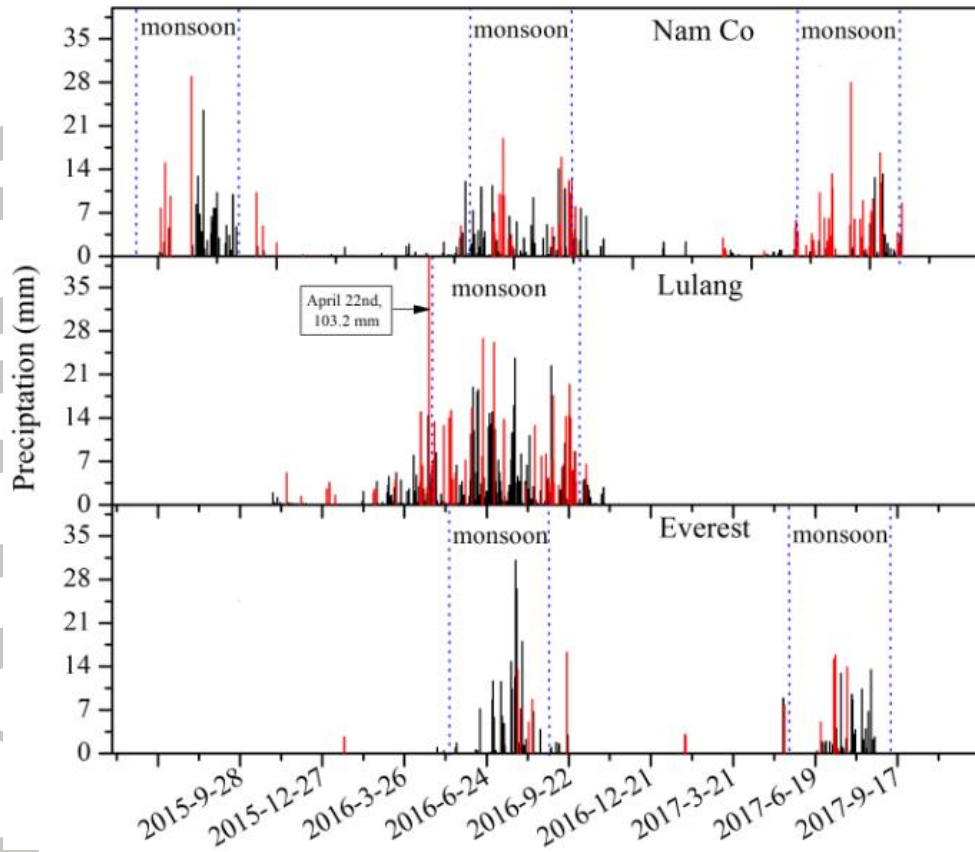 monsoon
monsoon
Nam Co
monsoon
35
28
21
14
7
0
Preciptation (mm)
April 22nd,
103.2 mm
monsoon
Lulang
35
28
21
14
7
0
monsoon
Everest
monsoon
35
28
21
14
7
0
2015-9-28
2015-12-27
2016-3-26
2016-6-24
2016-9-22
2016-12-21
2017-3-21
2017-6-19
2017-9-17